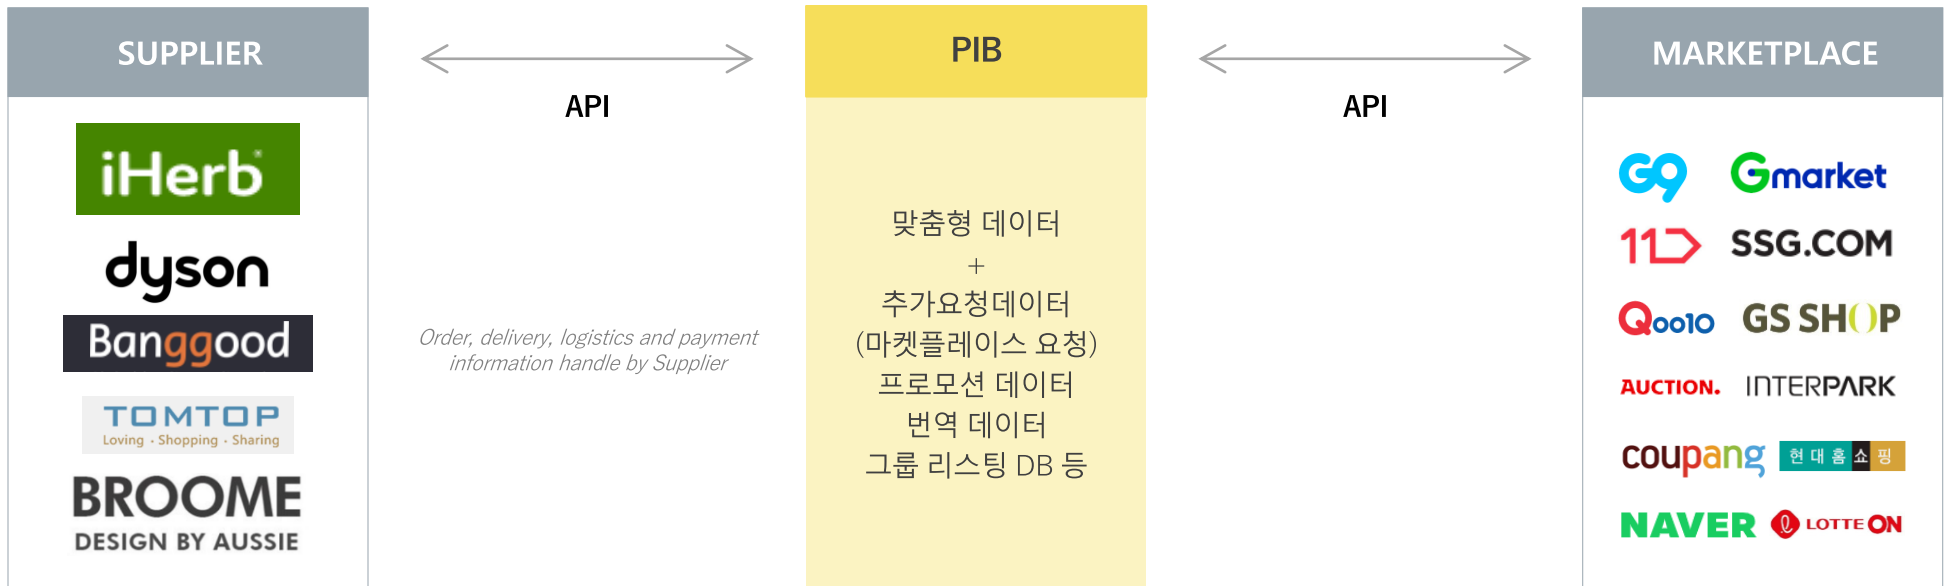 SUPPLIER
iHerb
dyson
Banggood
TOMTOP
Loving · Shopping · Sharing
BROOME
DESIGN BY AUSSIE
API
Order, delivery, logistics and payment
information handle by Supplier
PIB
맞춤형 데이터
+
추가요청데이터
(마켓플레이스 요청)
프로모션 데이터
번역 데이터
그룹 리스팅 DB 등
API
MARKETPLACE
G9 Gmarket
11 SSG.COM
Qoo10 GS SHOP
AUCTION. INTERPARK
coupang 현대홈쇼핑
NAVER LOTTE ON